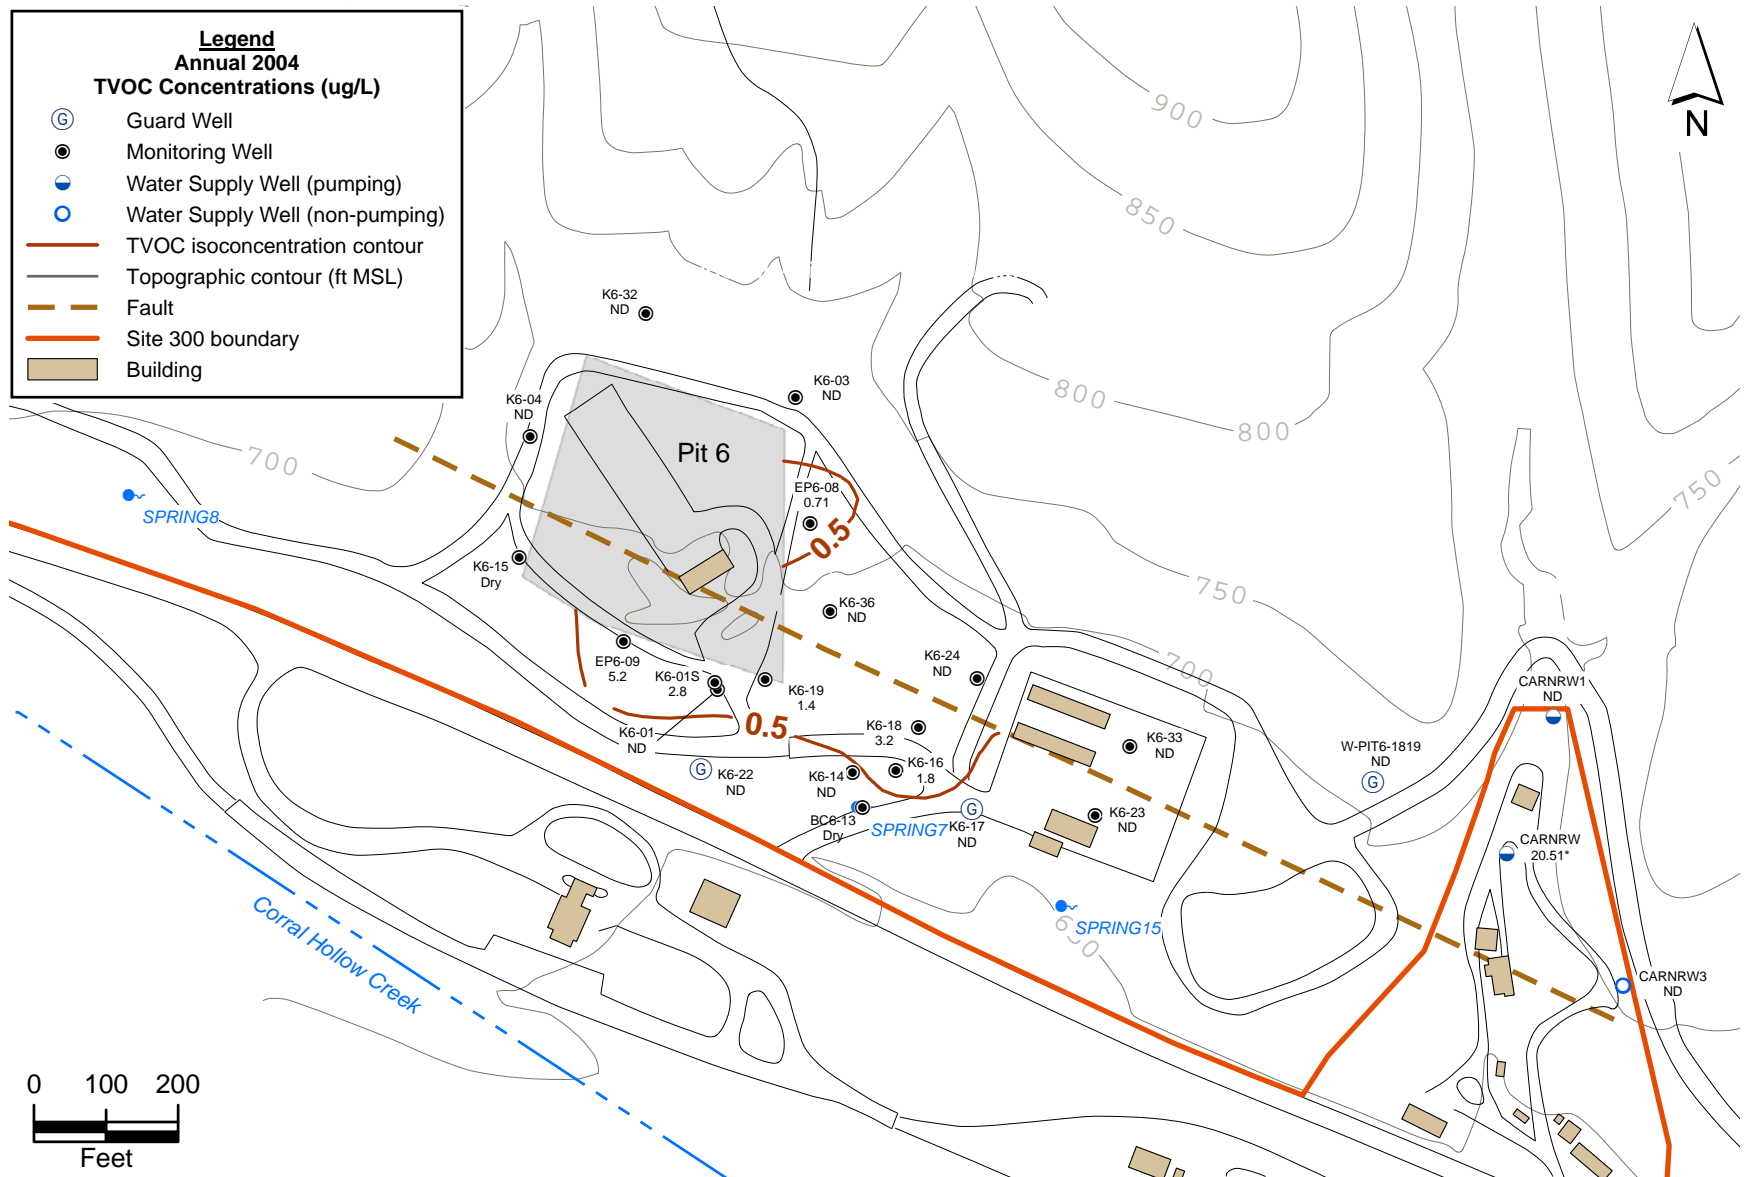 Legend
Annual 2004
TVOC Concentrations (ug/L)
G Guard Well
Monitoring Well
Water Supply Well (pumping)
Water Supply Well (non-pumping)
TVOC isoconcentration contour
Topographic contour (ft MSL)
Fault
Site 300 boundary
Building
N
900
850
800
800
750
750
700
700
650
K6-32
ND
K6-03
ND
K6-04
ND
Pit 6
EP6-08
0.71
0.5
SPRING8
K6-15
Dry
K6-36
ND
EP6-09
5.2
K6-01S
2.8
K6-19
1.4
K6-24
ND
K6-01
ND
0.5
K6-18
3.2
K6-33
ND
G
K6-22
ND
K6-14
ND
K6-16
1.8
BC6-13
Dry
SPRING7
G
K6-17
ND
K6-23
ND
W-PIT6-1819
ND
G
CARNRW1
ND
CARNRW
20.51*
CARNRW3
ND
SPRING15
Corral Hollow Creek
0 100 200
Feet